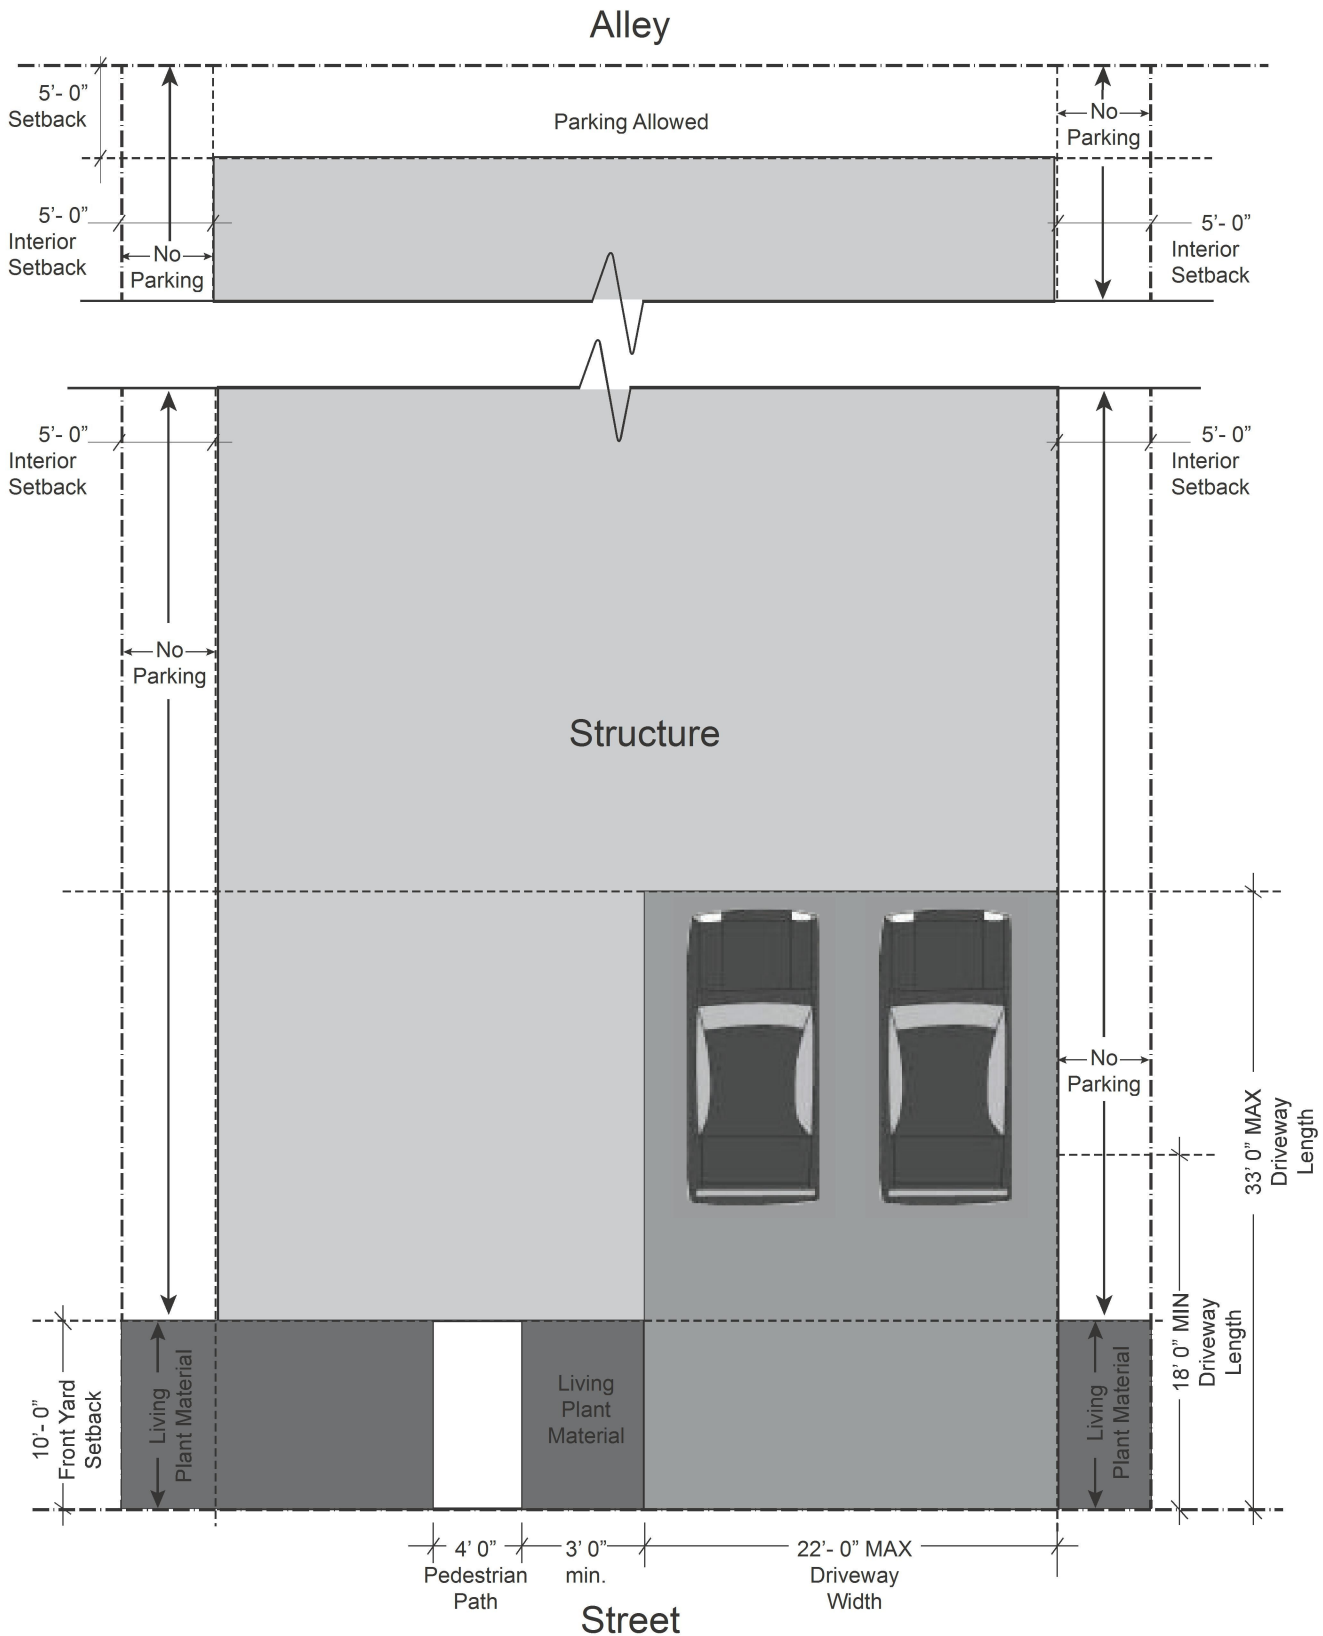 Alley
5’- 0”
Setback
Parking Allowed
No
Parking
5’- 0”
Interior
Setback
No
Parking
5’- 0”
Interior
Setback
5’- 0”
Interior
Setback
5’- 0”
Interior
Setback
No
Parking
Structure
No
Parking
33’ 0” MAX
Driveway
Length
18’ 0” MIN
Driveway
Length
10’- 0”
Front Yard
Setback
Living
Plant Material
Living
Plant
Material
Living
Plant Material
4’ 0”
Pedestrian
Path
3’ 0”
min.
22’- 0” MAX
Driveway
Width
Street